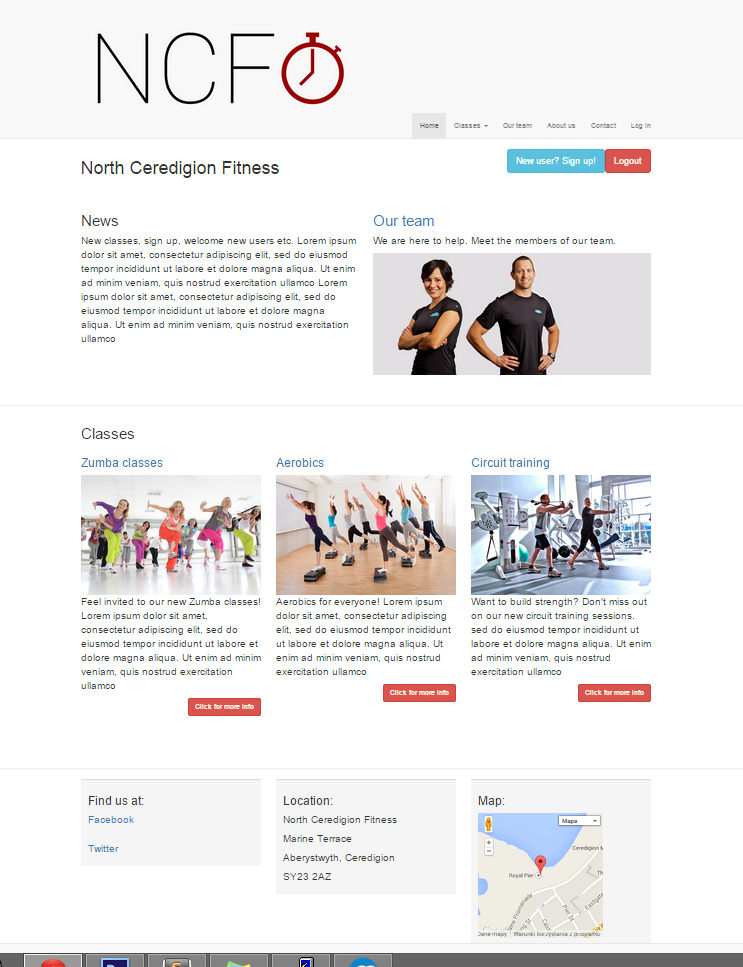 NCF
Home Classes Our team About us Contact Log In
North Ceredigion Fitness
New user? Sign up! Logout
News
New classes, sign up, welcome new users etc. Lorem ipsum
dolor sit amet, consectetur adipiscing elit, sed do eiusmod
tempor incididunt ut labore et dolore magna aliqua. Ut enim
ad minim veniam, quis nostrud exercitation ullamco Lorem
ipsum dolor sit amet, consectetur adipiscing elit, sed do
eiusmod tempor incididunt ut labore et dolore magna
aliqua. Ut enim ad minim veniam, quis nostrud exercitation
ullamco
Our team
We are here to help. Meet the members of our team.
Classes
Zumba classes
Feel invited to our new Zumba classes!
Lorem ipsum dolor sit amet,
consectetur adipiscing elit, sed do
eiusmod tempor incididunt ut labore et
dolore magna aliqua. Ut enim ad minim
veniam, quis nostrud exercitation
ullamco
Click for more info
Aerobics
Aerobics for everyone! Lorem ipsum
dolor sit amet, consectetur adipiscing
elit, sed do eiusmod tempor incididunt
ut labore et dolore magna aliqua. Ut
enim ad minim veniam, quis nostrud
exercitation ullamco
Click for more info
Circuit training
Want to build strength? Don't miss out
on our new circuit training sessions.
sed do eiusmod tempor incididunt ut
labore et dolore magna aliqua. Ut enim
ad minim veniam, quis nostrud
exercitation ullamco
Click for more info
Find us at:
Facebook
Twitter
Location:
North Ceredigion Fitness
Marine Terrace
Aberystwyth, Ceredigion
SY23 2AZ
Map:
Mapa
Ceredigion M
Royal Pier
Th
Eastgate
Pier St
New Promenade
King St
Dane mapy Warunki korzystania z programu